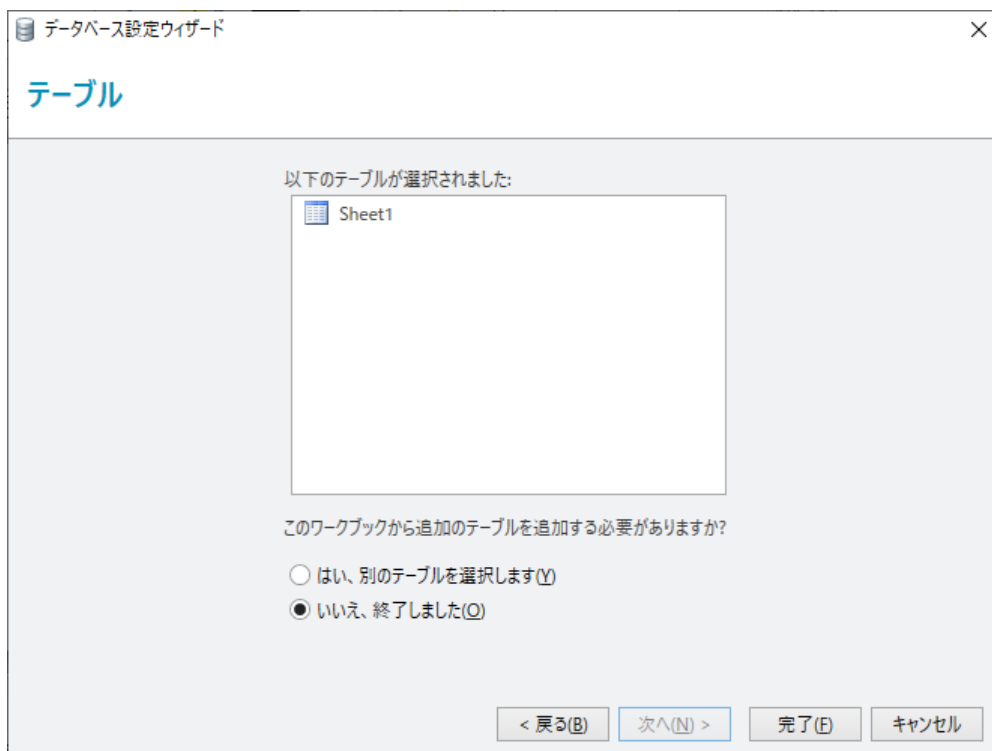 データベース設定ウィザード
テーブル
以下のテーブルが選択されました:
Sheet1
このワークブックから追加のテーブルを追加する必要がありますか?
はい、別のテーブルを選択します(Y)
いいえ、終了しました(O)
< 戻る(B) 次へ(N) > 完了(F) キャンセル